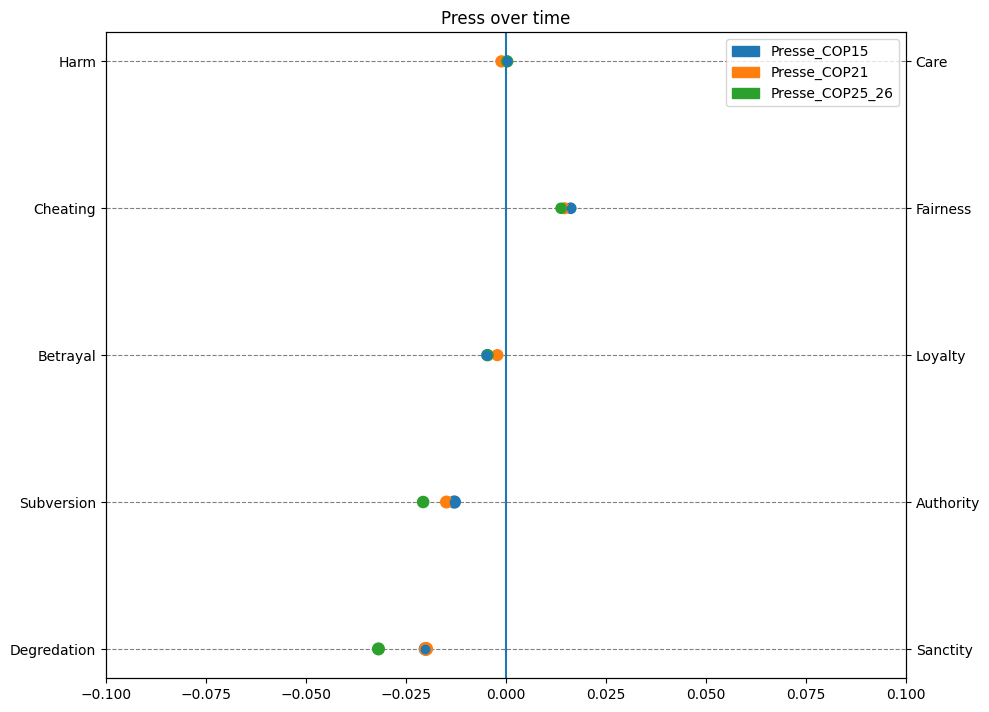 Press over time
Harm
Care
Presse_COP15
Presse_COP21
Presse_COP25_26
Cheating
Fairness
Betrayal
Loyalty
Subversion
Authority
Degredation
Sanctity
−0.100 −0.075 −0.050 −0.025 0.000 0.025 0.050 0.075 0.100